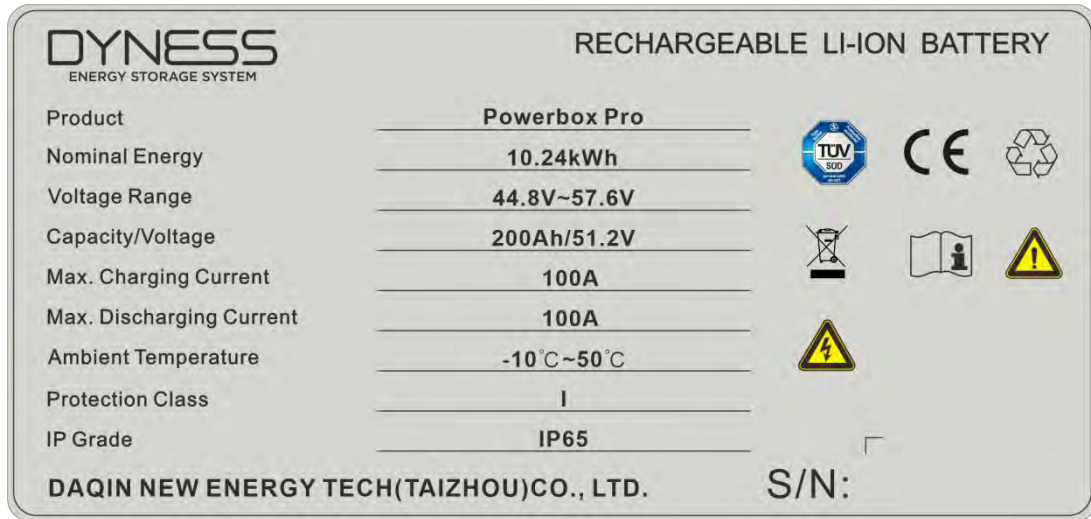 DYNESS
ENERGY STORAGE SYSTEM
RECHARGEABLE LI-ION BATTERY
Product Powerbox Pro
Nominal Energy 10.24kWh
Voltage Range 44.8V~57.6V
Capacity/Voltage 200Ah/51.2V
Max. Charging Current 100A
Max. Discharging Current 100A
Ambient Temperature -10°C~50°C
Protection Class I
IP Grade IP65
TÜV
SÜD
CE
DAQIN NEW ENERGY TECH(TAIZHOU)CO., LTD.
S/N: